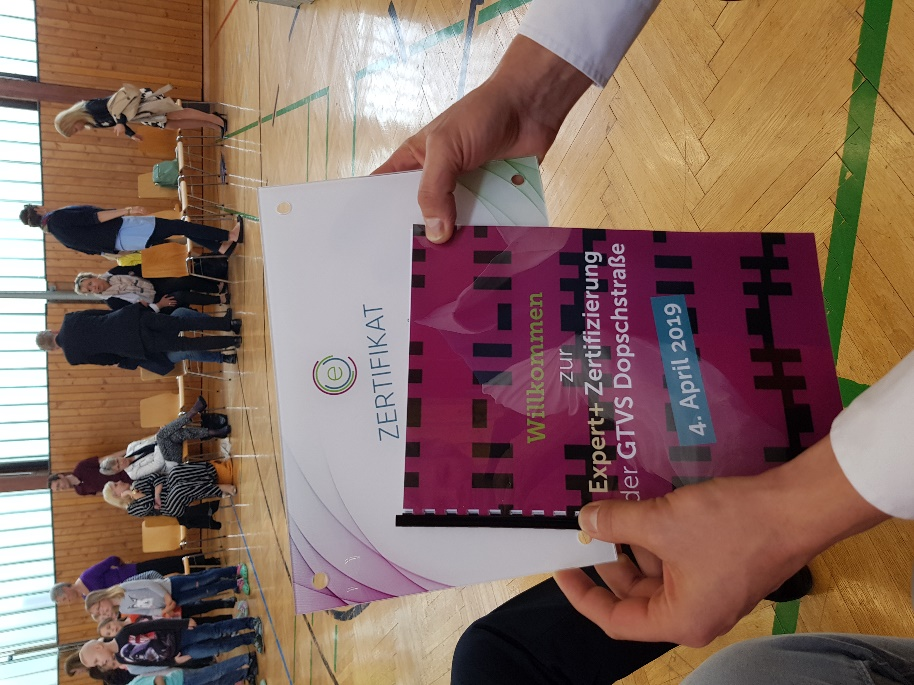 e
ZERTIFIKAT
Willkommen
zur
Expert+ Zertifizierung
der GTVS Dopschstraße
4. April 2019